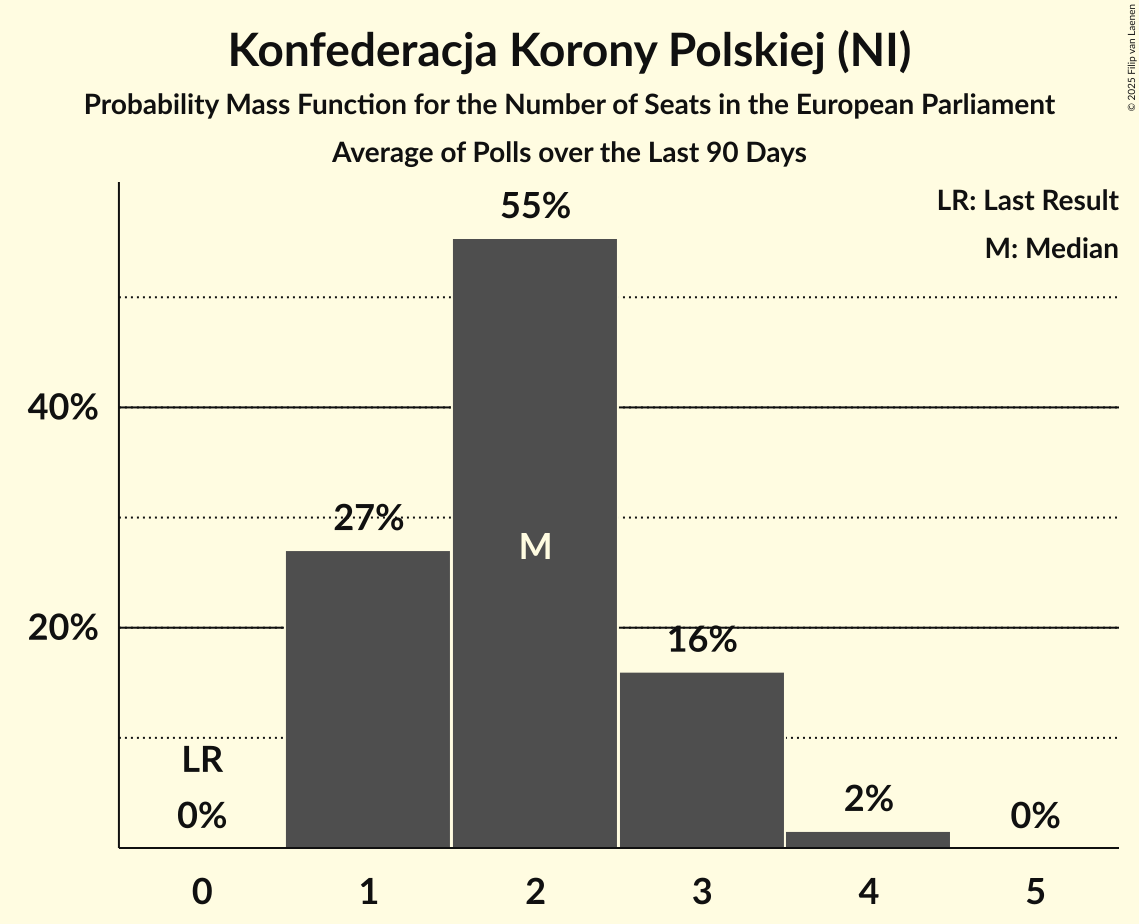 Konfederacja Korony Polskiej (NI)
Probability Mass Function for the Number of Seats in the European Parliament
Average of Polls over the Last 90 Days
© 2025 Filip van Laenen
LR: Last Result
M: Median
55%
40%
27%
M
20%
16%
LR
0%
2%
0%
0 1 2 3 4 5